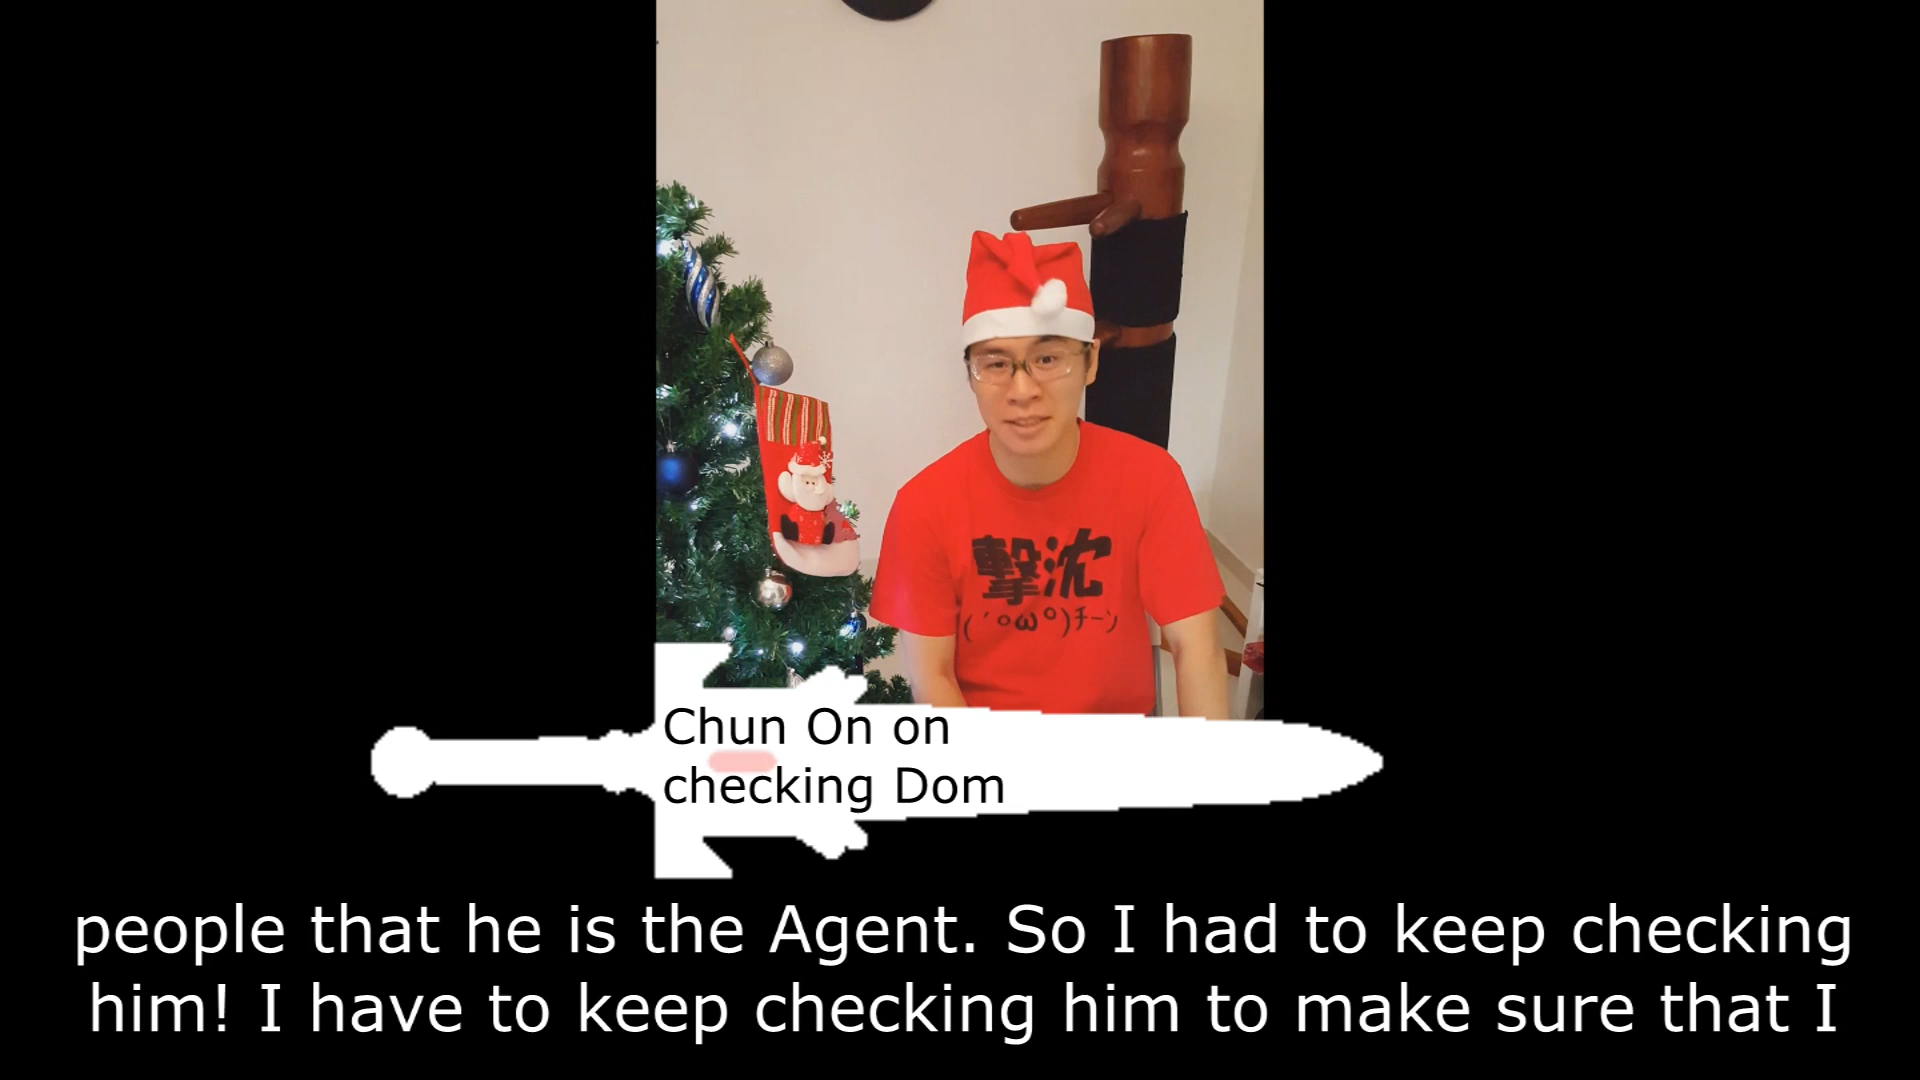 撃沈
(´°ω°)チーン
Chun On on
checking Dom
people that he is the Agent. So I had to keep checking
him! I have to keep checking him to make sure that I